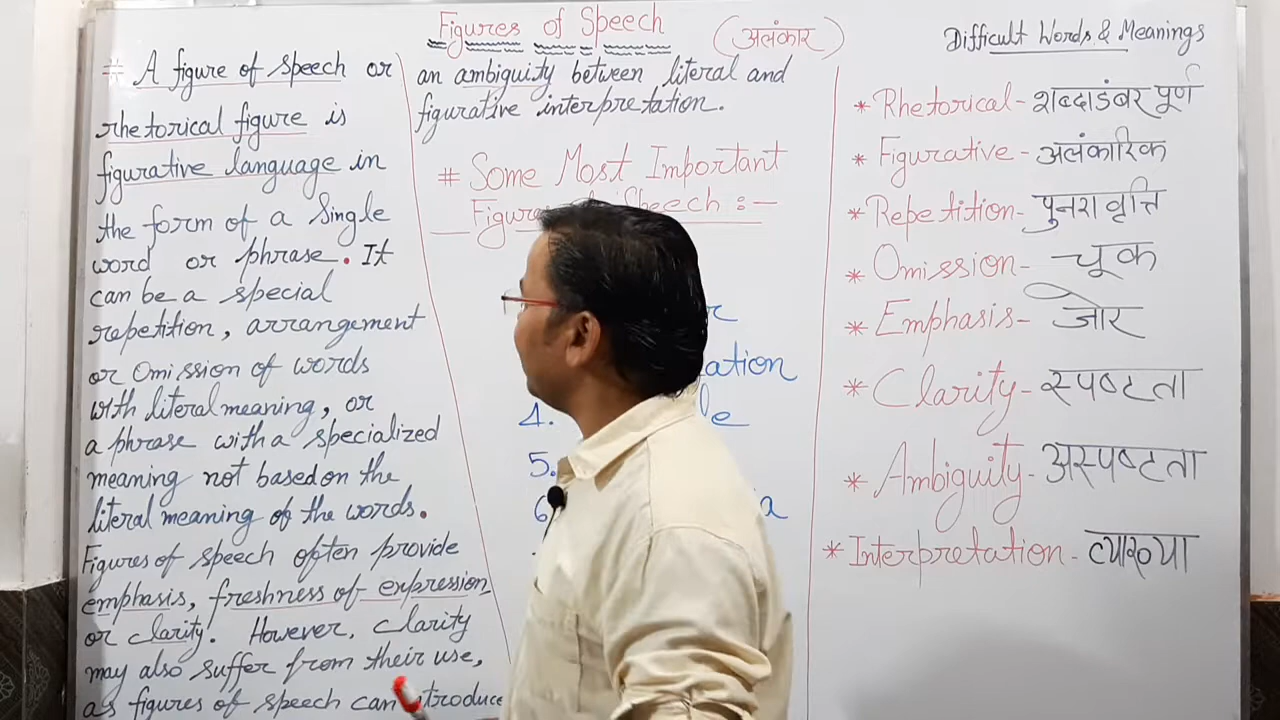 Figures of Speech (अलंकार)
# A figure of speech or
rhetorical figure is
figurative language in
the form of a single
word or phrase. It
can be a special
repetition, arrangement
or Omission of words
with literal meaning, or
a phrase with a specialized
meaning not based on the
literal meaning of the words.
Figures of speech often provide
emphasis, freshness of expression,
or clarity. However, clarity
may also suffer from their use,
as figures of speech can
an ambiguity between literal and
figurative interpretation.
# Some Most Important
Speech :-
4.
5.
6
Difficult Words & Meanings
* Rhetorical - शब्दाडंबर पूर्ण
* Figurative - अलंकारिक
* Repetition - पुनरावृत्ति
* Omission - चूक
* Emphasis - जोर
* Clarity - स्पष्टता
* Ambiguity - अस्पष्टता
* Interpretation - व्याख्या